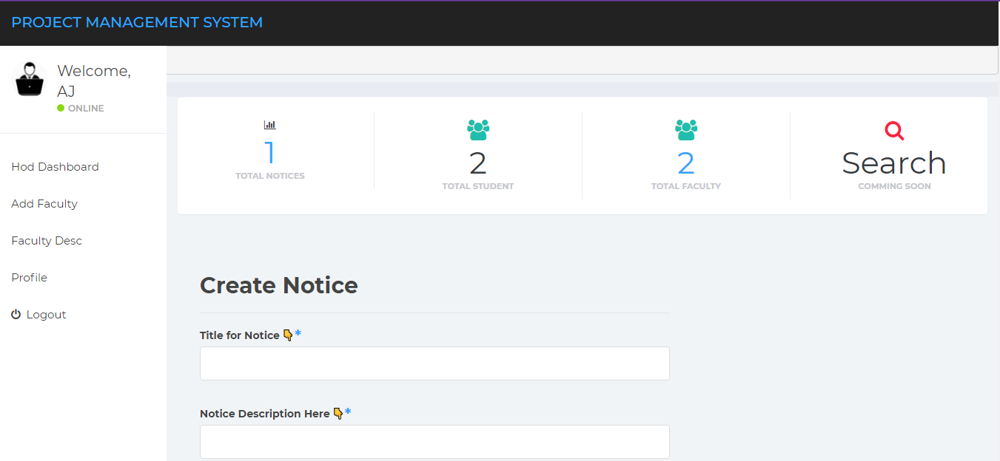 PROJECT MANAGEMENT SYSTEM
Welcome,
AJ
ONLINE
Hod Dashboard
Add Faculty
Faculty Desc
Profile
Logout
1
TOTAL NOTICES
2
TOTAL STUDENT
2
TOTAL FACULTY
Search
COMMING SOON
Create Notice
Title for Notice 👇*
Notice Description Here 👇*